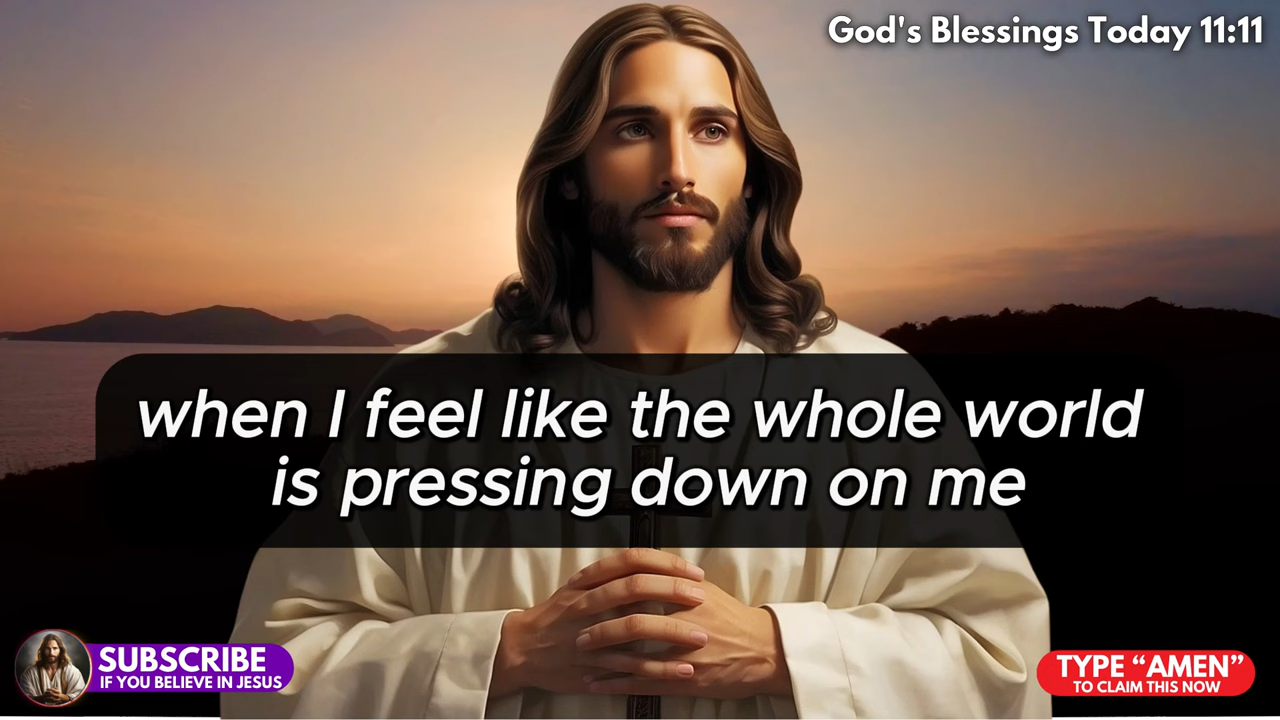 God's Blessings Today 11:11
when I feel like the whole world
is pressing down on me
SUBSCRIBE
IF YOU BELIEVE IN JESUS
TYPE “AMEN”
TO CLAIM THIS NOW